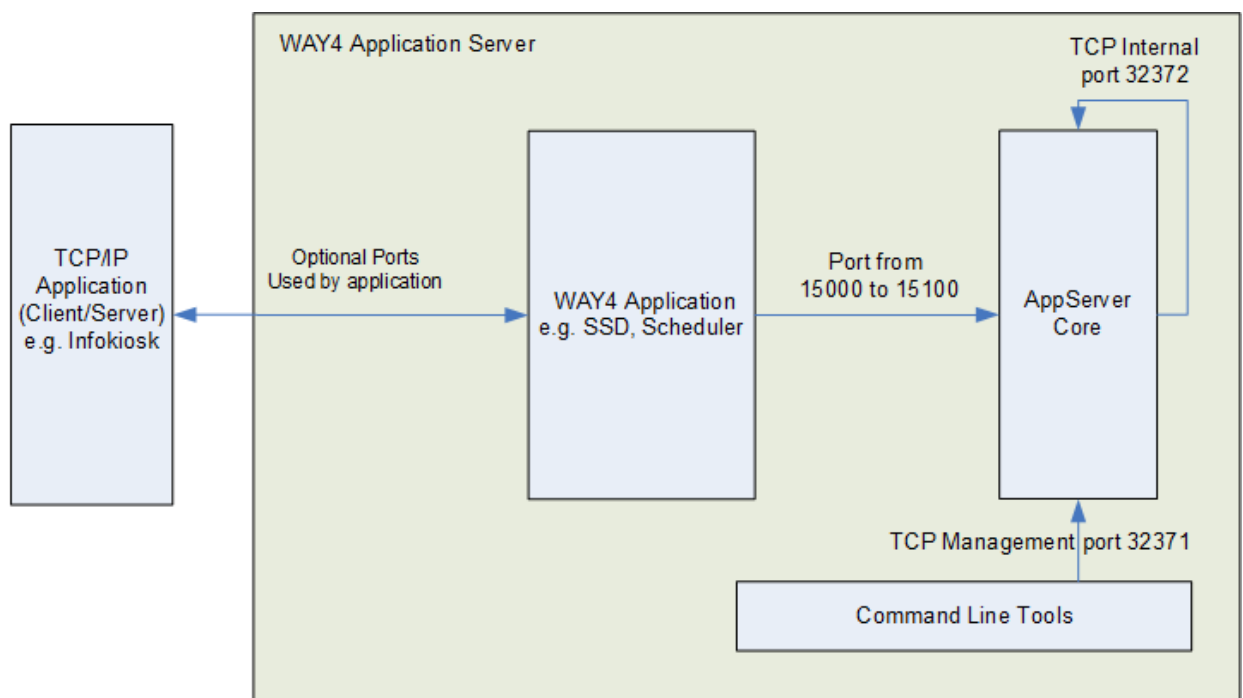 WAY4 Application Server
TCP Internal
port 32372
TCP/IP
Application
(Client/Server)
e.g. Infokiosk
Optional Ports
Used by application
WAY4 Application
e.g. SSD, Scheduler
Port from
15000 to 15100
AppServer
Core
TCP Management port 32371
Command Line Tools